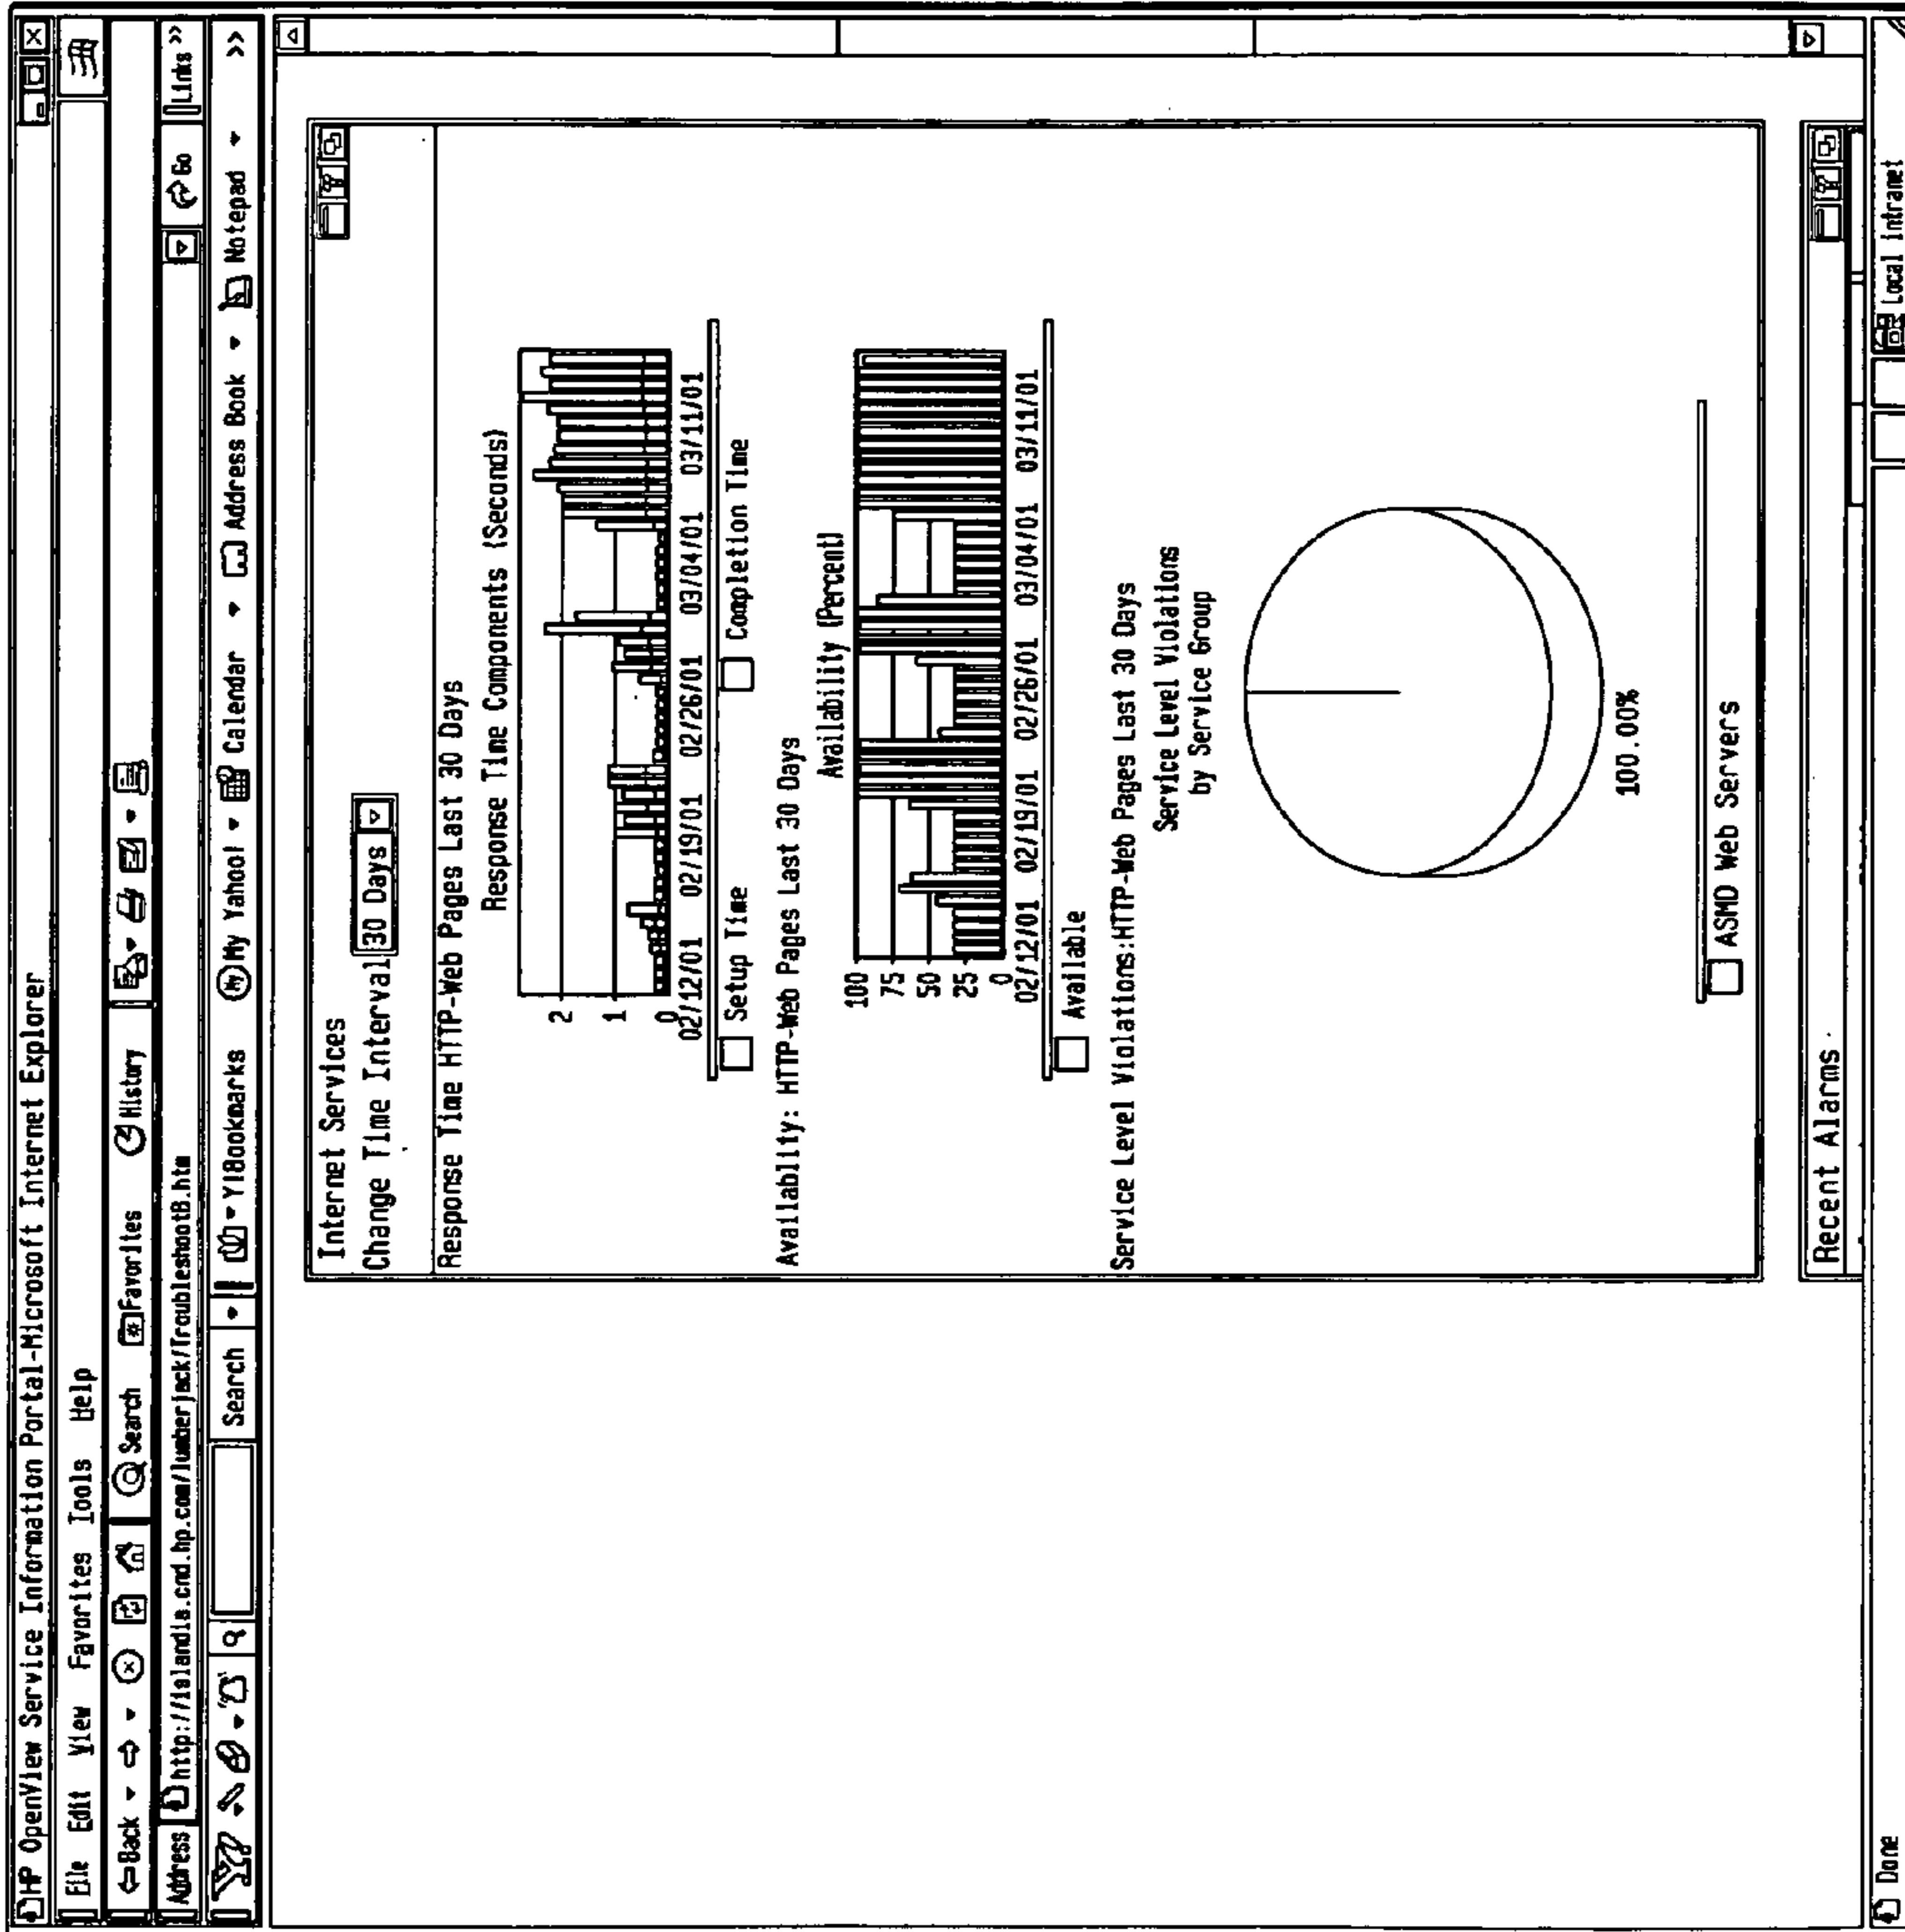 HP OpenView Service Information Portal-Microsoft Internet Explorer
File Edit View Favorites Tools Help
Back Search Favorites History
Address http://islandia.cnd.hp.com/lumberjack/TroubleshootB.htm Go Links »
Search Y!Bookmarks My Yahoo! Calendar Address Book Notepad »
Internet Services
Change Time Interval 30 Days
Response Time HTTP-Web Pages Last 30 Days
Response Time Components (Seconds)
2
1
0
02/12/01 02/19/01 02/26/01 03/04/01 03/11/01
Setup Time Completion Time
Availablity: HTTP-Web Pages Last 30 Days
Availability (Percent)
100
75
50
25
0
02/12/01 02/19/01 02/26/01 03/04/01 03/11/01
Available
Service Level Violations:HTTP-Web Pages Last 30 Days
Service Level Violations
by Service Group
100.00%
ASMD Web Servers
Recent Alarms
Done Local intranet